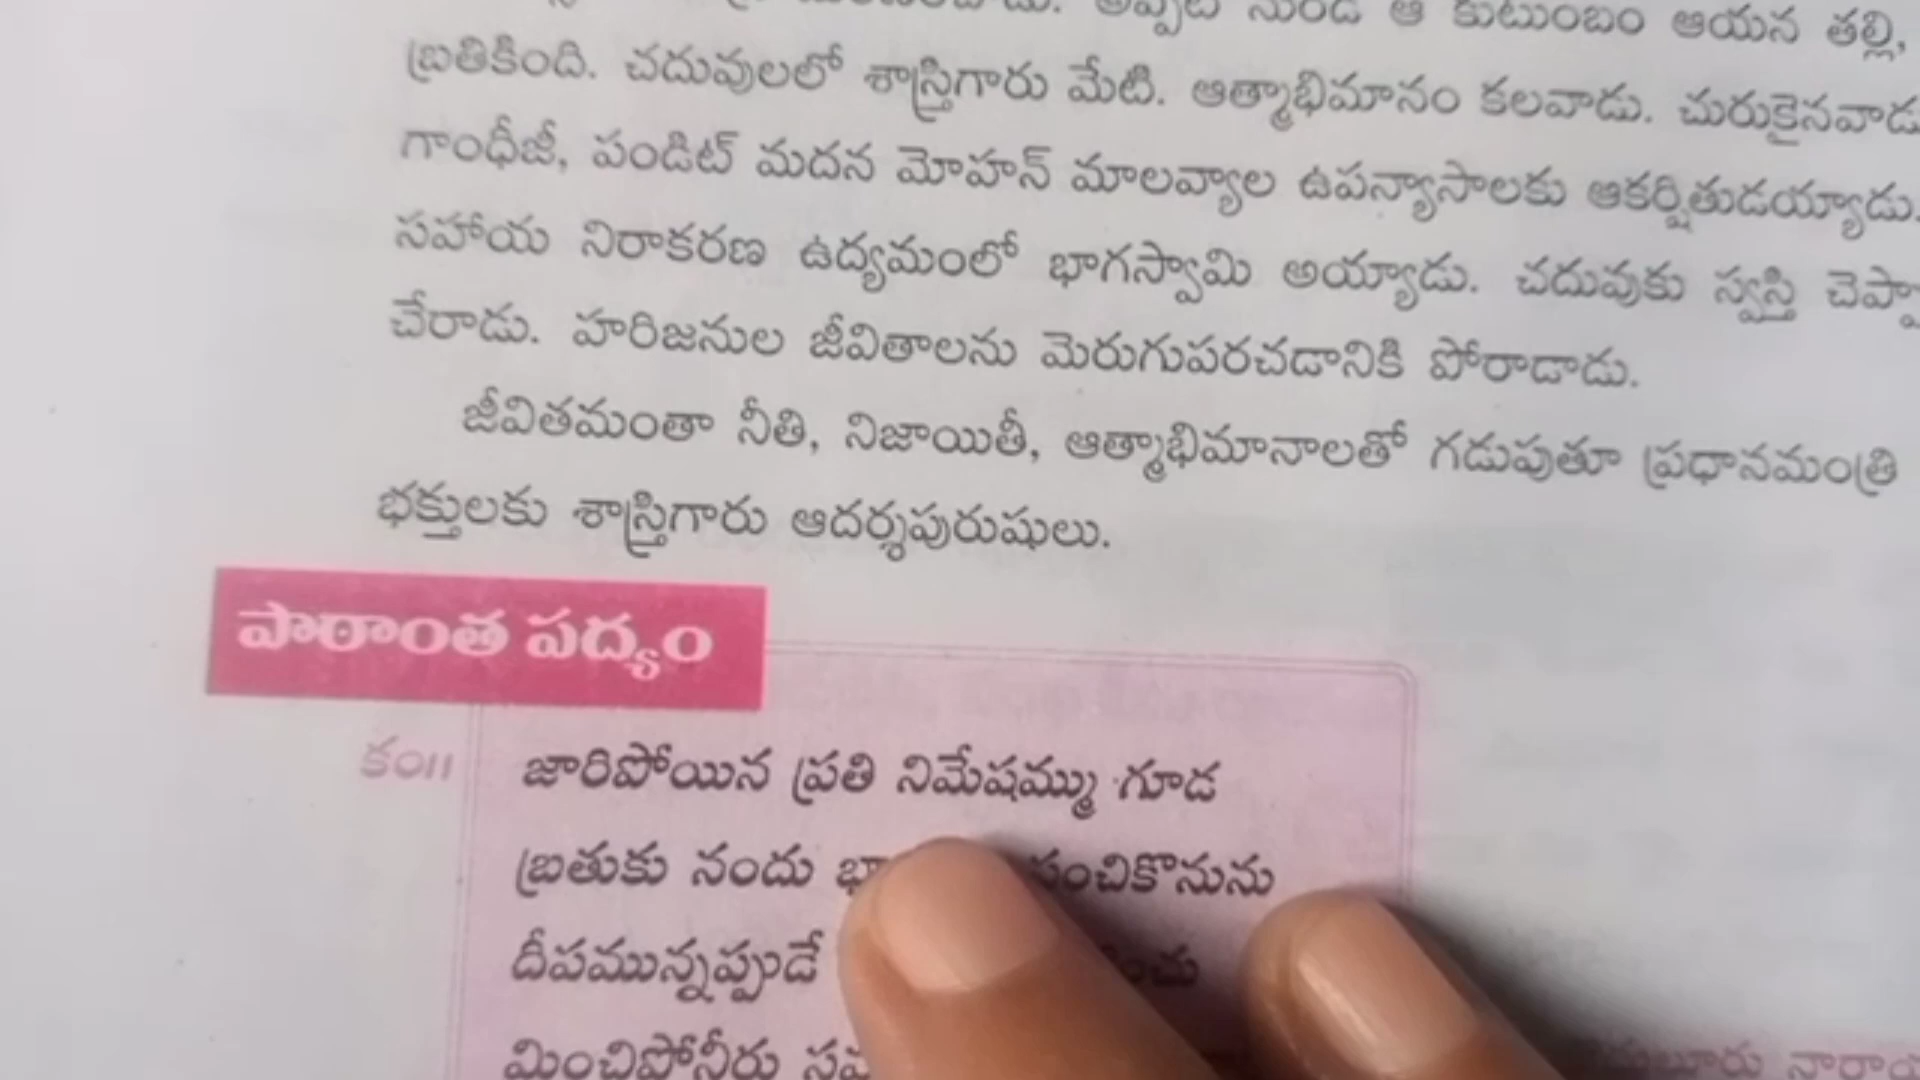 నుండి ఆ కుటుంబం ఆయన తల్లి,
బ్రతికింది. చదువులలో శాస్త్రిగారు మేటి. ఆత్మాభిమానం కలవాడు. చురుకైనవాడ
గాంధీజీ, పండిట్ మదన మోహన్ మాలవ్యాల ఉపన్యాసాలకు ఆకర్షితుడయ్యాడు.
సహాయ నిరాకరణ ఉద్యమంలో భాగస్వామి అయ్యాడు. చదువుకు స్వస్తి చెప్పా
చేరాడు. హరిజనుల జీవితాలను మెరుగుపరచడానికి పోరాడాడు.
జీవితమంతా నీతి, నిజాయితీ, ఆత్మాభిమానాలతో గడుపుతూ ప్రధానమంత్రి
భక్తులకు శాస్త్రిగారు ఆదర్శపురుషులు.
పాఠాంత పద్యం
కం॥ జారిపోయిన ప్రతి నిమేషమ్ము గూడ
బ్రతుకు నందు పంచికొనును
దీపమున్నప్పుడే
మించిపోనీరు